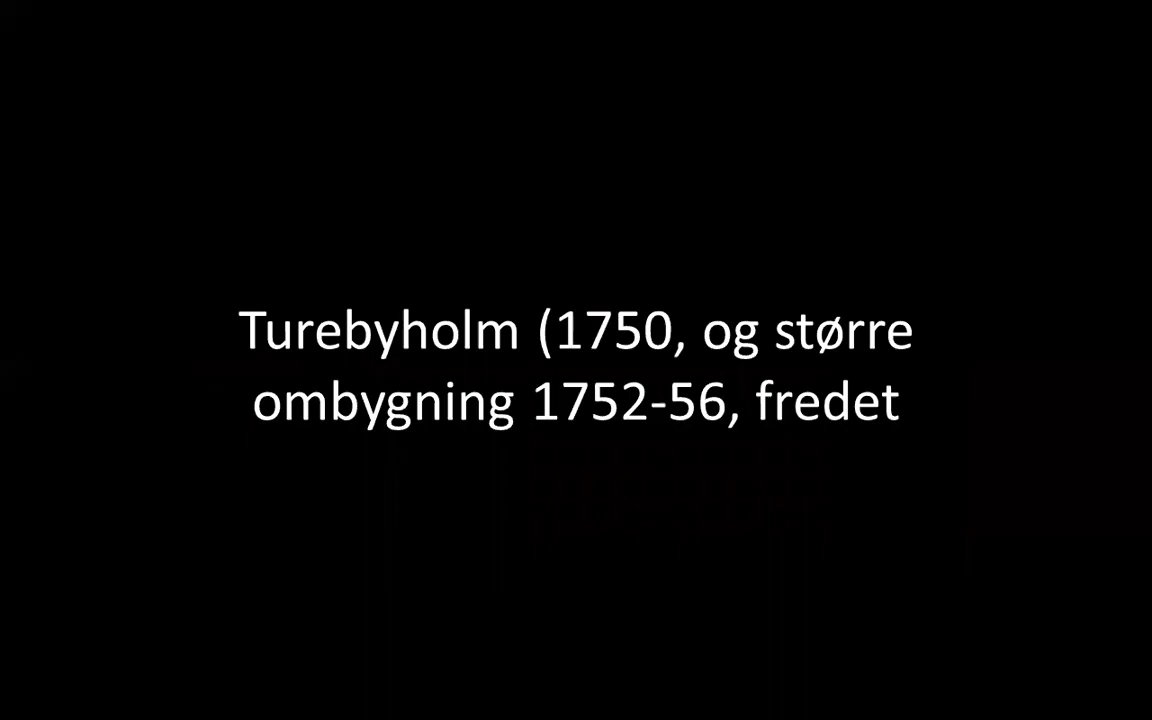 Turebyholm (1750, og større
ombygning 1752-56, fredet